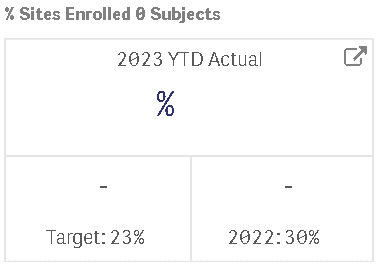 % Sites Enrolled 0 Subjects
2023 YTD Actual
%
- -
Target: 23% 2022: 30%